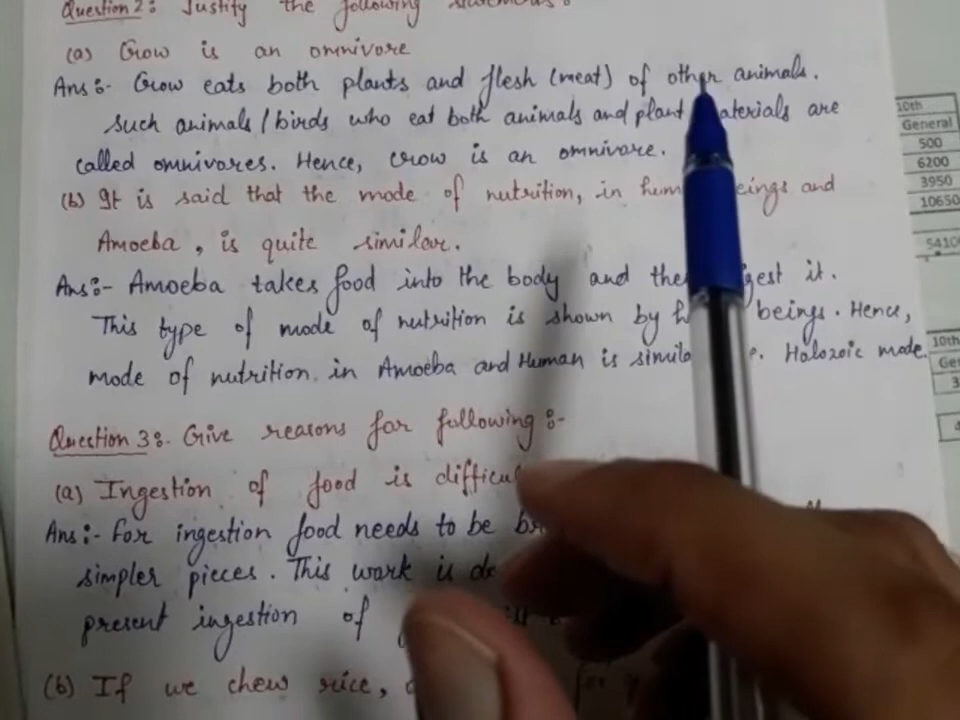 Question 2: Justify the following statements:
(a) Crow is an omnivore
Ans:- Crow eats both plants and flesh (meat) of other animals.
such animals/birds who eat both animals and plant materials are
called omnivores. Hence, crow is an omnivore.
(b) It is said that the mode of nutrition, in human beings and
Amoeba, is quite similar.
Ans:- Amoeba takes food into the body and then digest it.
This type of mode of nutrition is shown by beings. Hence,
mode of nutrition in Amoeba and Human is similar Holozoic mode.
Question 3:- Give reasons for following:-
(a) Ingestion of food is
Ans:- For ingestion food needs to be
simpler pieces. This work is
present ingestion of
(b) If we chew rice,
10th
General
500
6200
3950
10650
5410
10th